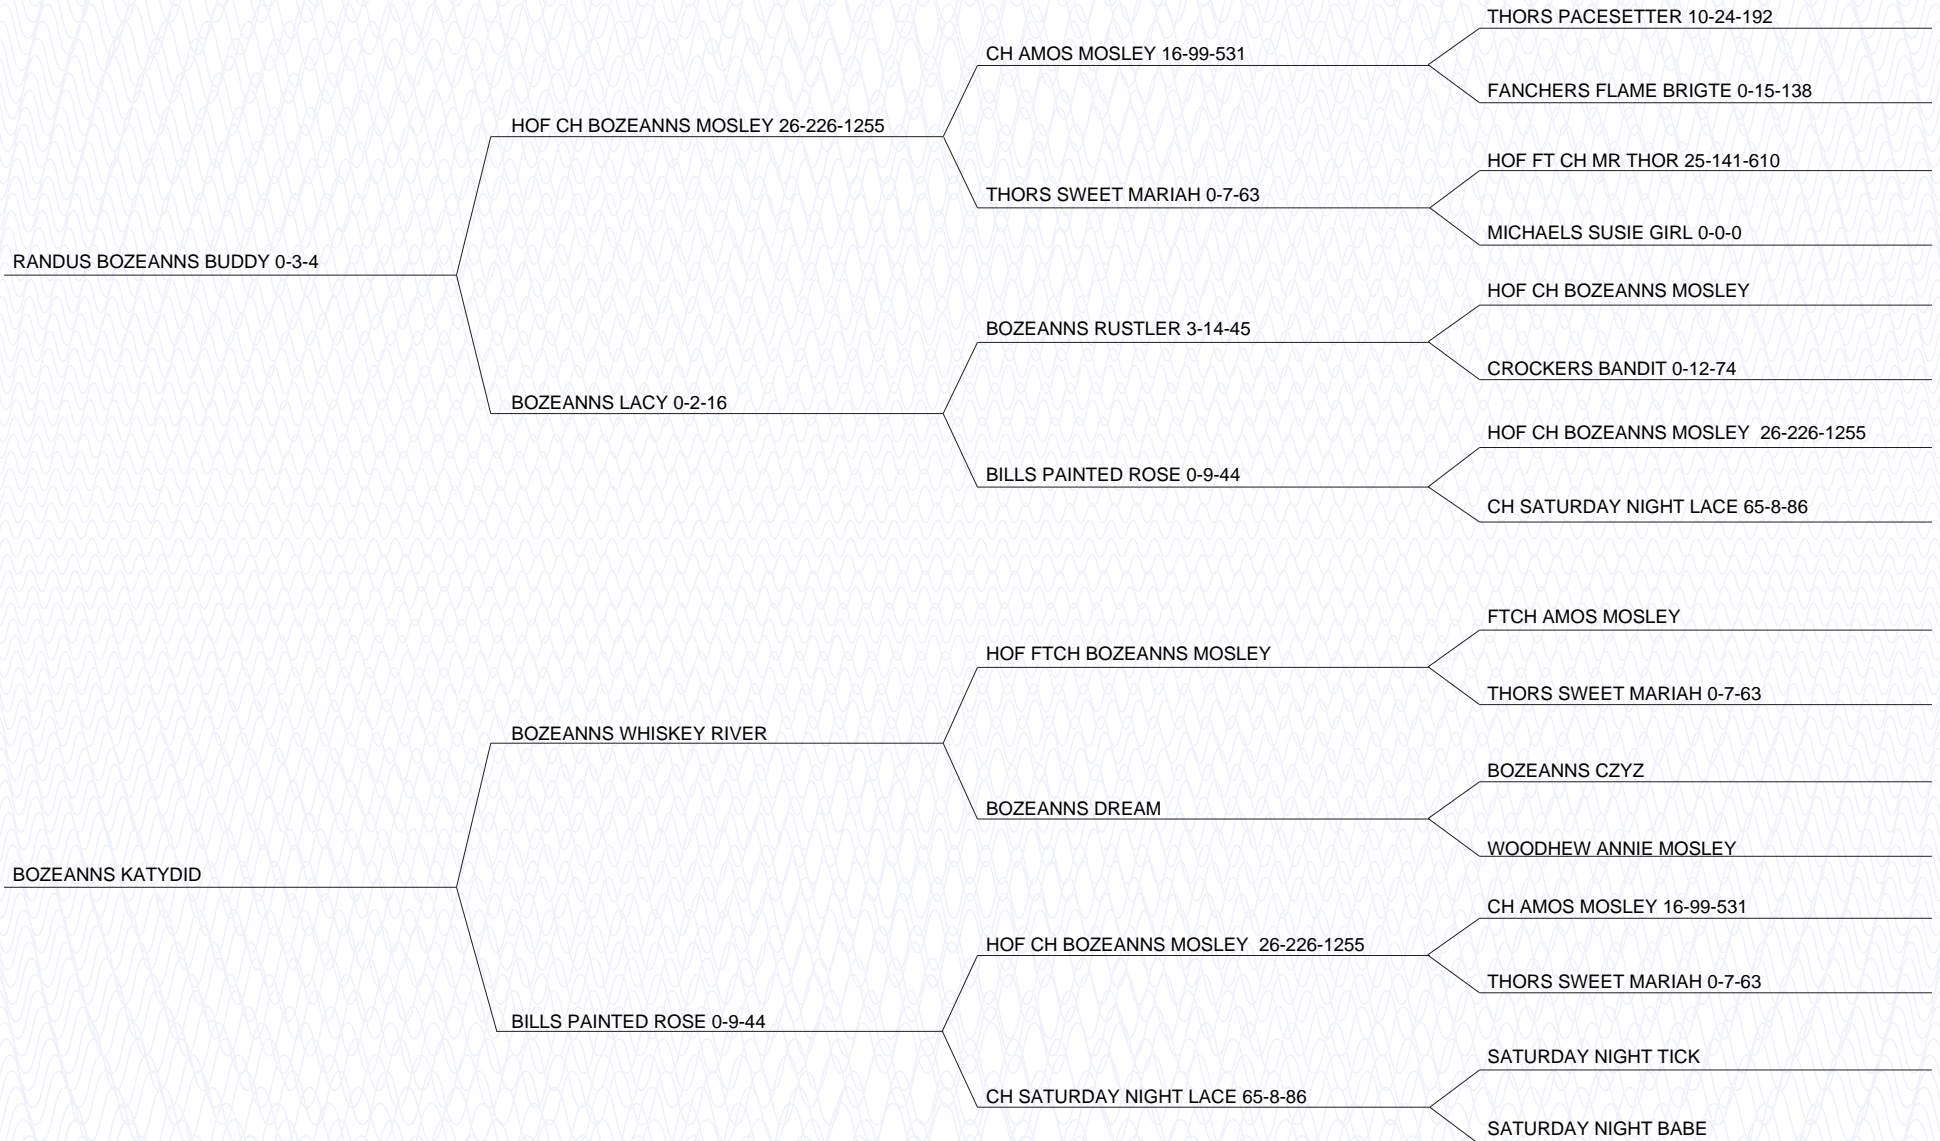 THORS PACESETTER 10-24-192
CH AMOS MOSLEY 16-99-531
FANCHERS FLAME BRIGTE 0-15-138
HOF CH BOZEANNS MOSLEY 26-226-1255
HOF FT CH MR THOR 25-141-610
THORS SWEET MARIAH 0-7-63
MICHAELS SUSIE GIRL 0-0-0
RANDUS BOZEANNS BUDDY 0-3-4
HOF CH BOZEANNS MOSLEY
BOZEANNS RUSTLER 3-14-45
CROCKERS BANDIT 0-12-74
BOZEANNS LACY 0-2-16
HOF CH BOZEANNS MOSLEY  26-226-1255
BILLS PAINTED ROSE 0-9-44
CH SATURDAY NIGHT LACE 65-8-86
FTCH AMOS MOSLEY
HOF FTCH BOZEANNS MOSLEY
THORS SWEET MARIAH 0-7-63
BOZEANNS WHISKEY RIVER
BOZEANNS CZYZ
BOZEANNS DREAM
WOODHEW ANNIE MOSLEY
BOZEANNS KATYDID
CH AMOS MOSLEY 16-99-531
HOF CH BOZEANNS MOSLEY  26-226-1255
THORS SWEET MARIAH 0-7-63
BILLS PAINTED ROSE 0-9-44
SATURDAY NIGHT TICK
CH SATURDAY NIGHT LACE 65-8-86
SATURDAY NIGHT BABE